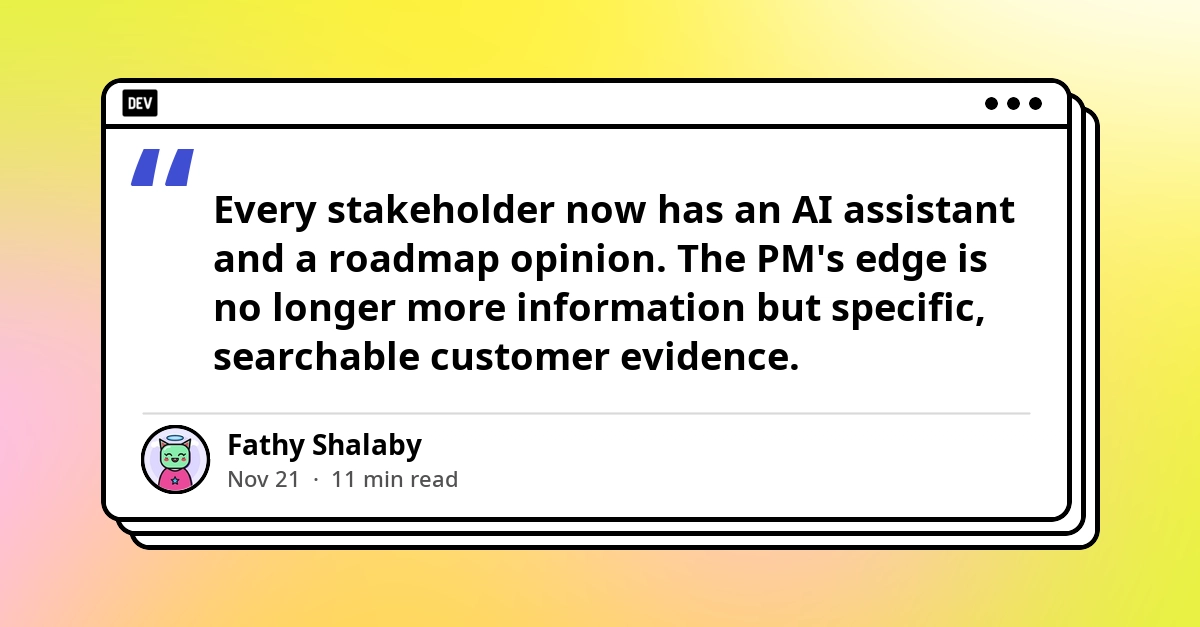 DEV
“
Every stakeholder now has an AI assistant
and a roadmap opinion. The PM's edge is
no longer more information but specific,
searchable customer evidence.
Fathy Shalaby
Nov 21 · 11 min read